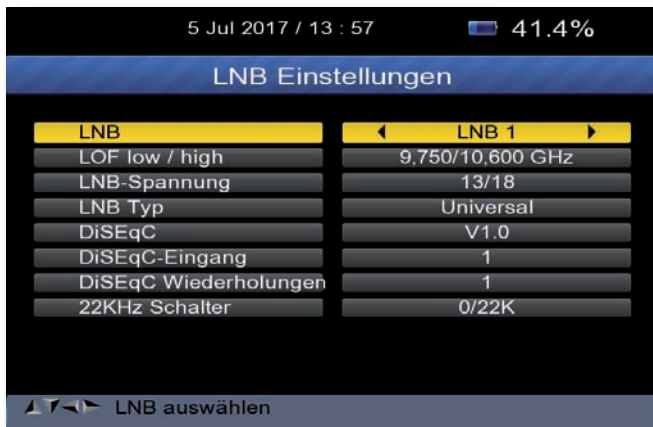 5 Jul 2017 / 13 : 57 41.4%
LNB Einstellungen
LNB LNB 1
LOF low / high 9,750/10,600 GHz
LNB-Spannung 13/18
LNB Typ Universal
DiSEqC V1.0
DiSEqC-Eingang 1
DiSEqC Wiederholungen 1
22KHz Schalter 0/22K
LNB auswählen